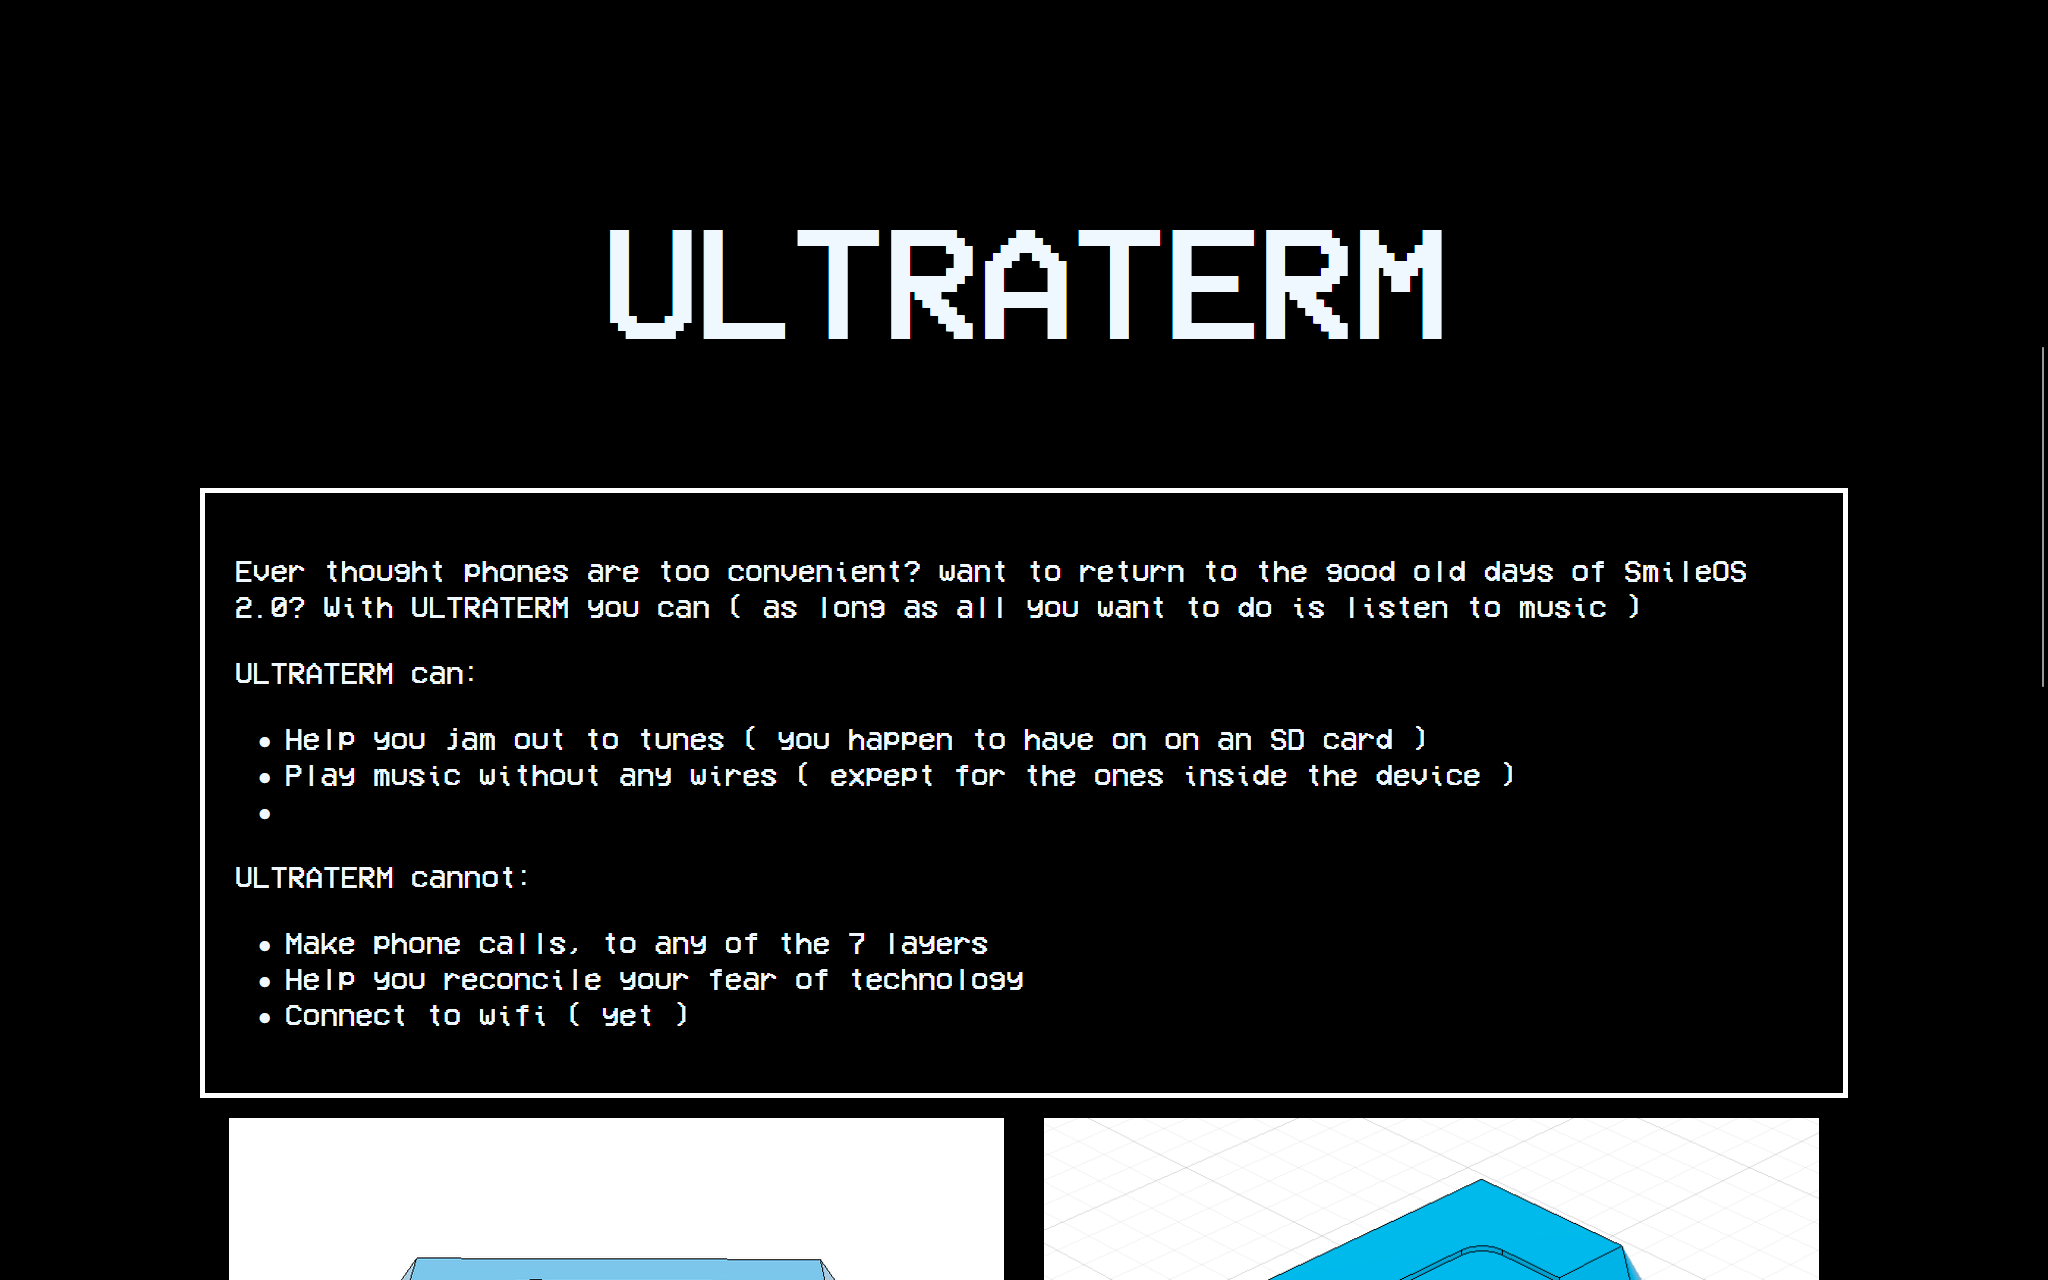 ULTRATERM
Ever thought phones are too convenient? want to return to the good old days of SmileOS
2.0? With ULTRATERM you can ( as long as all you want to do is listen to music )
ULTRATERM can:
• Help you jam out to tunes ( you happen to have on on an SD card )
• Play music without any wires ( expept for the ones inside the device )
•
ULTRATERM cannot:
• Make phone calls, to any of the 7 layers
• Help you reconcile your fear of technology
• Connect to wifi ( yet )